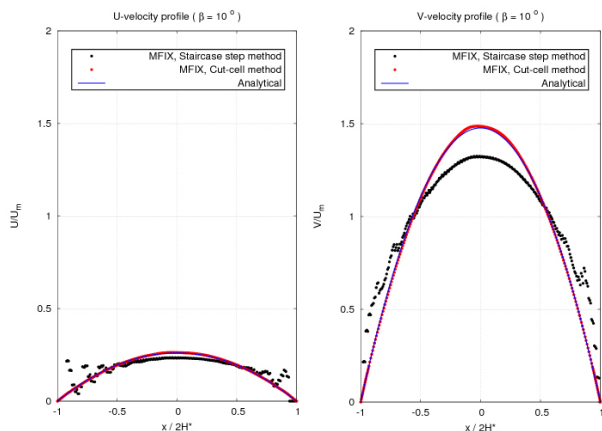 U-velocity profile ( β = 10 o )
2
MFIX, Staircase step method
MFIX, Cut-cell method
Analytical
1.5
U/Um
1
0.5
0
-1
-0.5
0
0.5
1
x / 2H*
V-velocity profile ( β = 10 o )
2
MFIX, Staircase step method
MFIX, Cut-cell method
Analytical
1.5
V/Um
1
0.5
0
-1
-0.5
0
0.5
1
x / 2H*